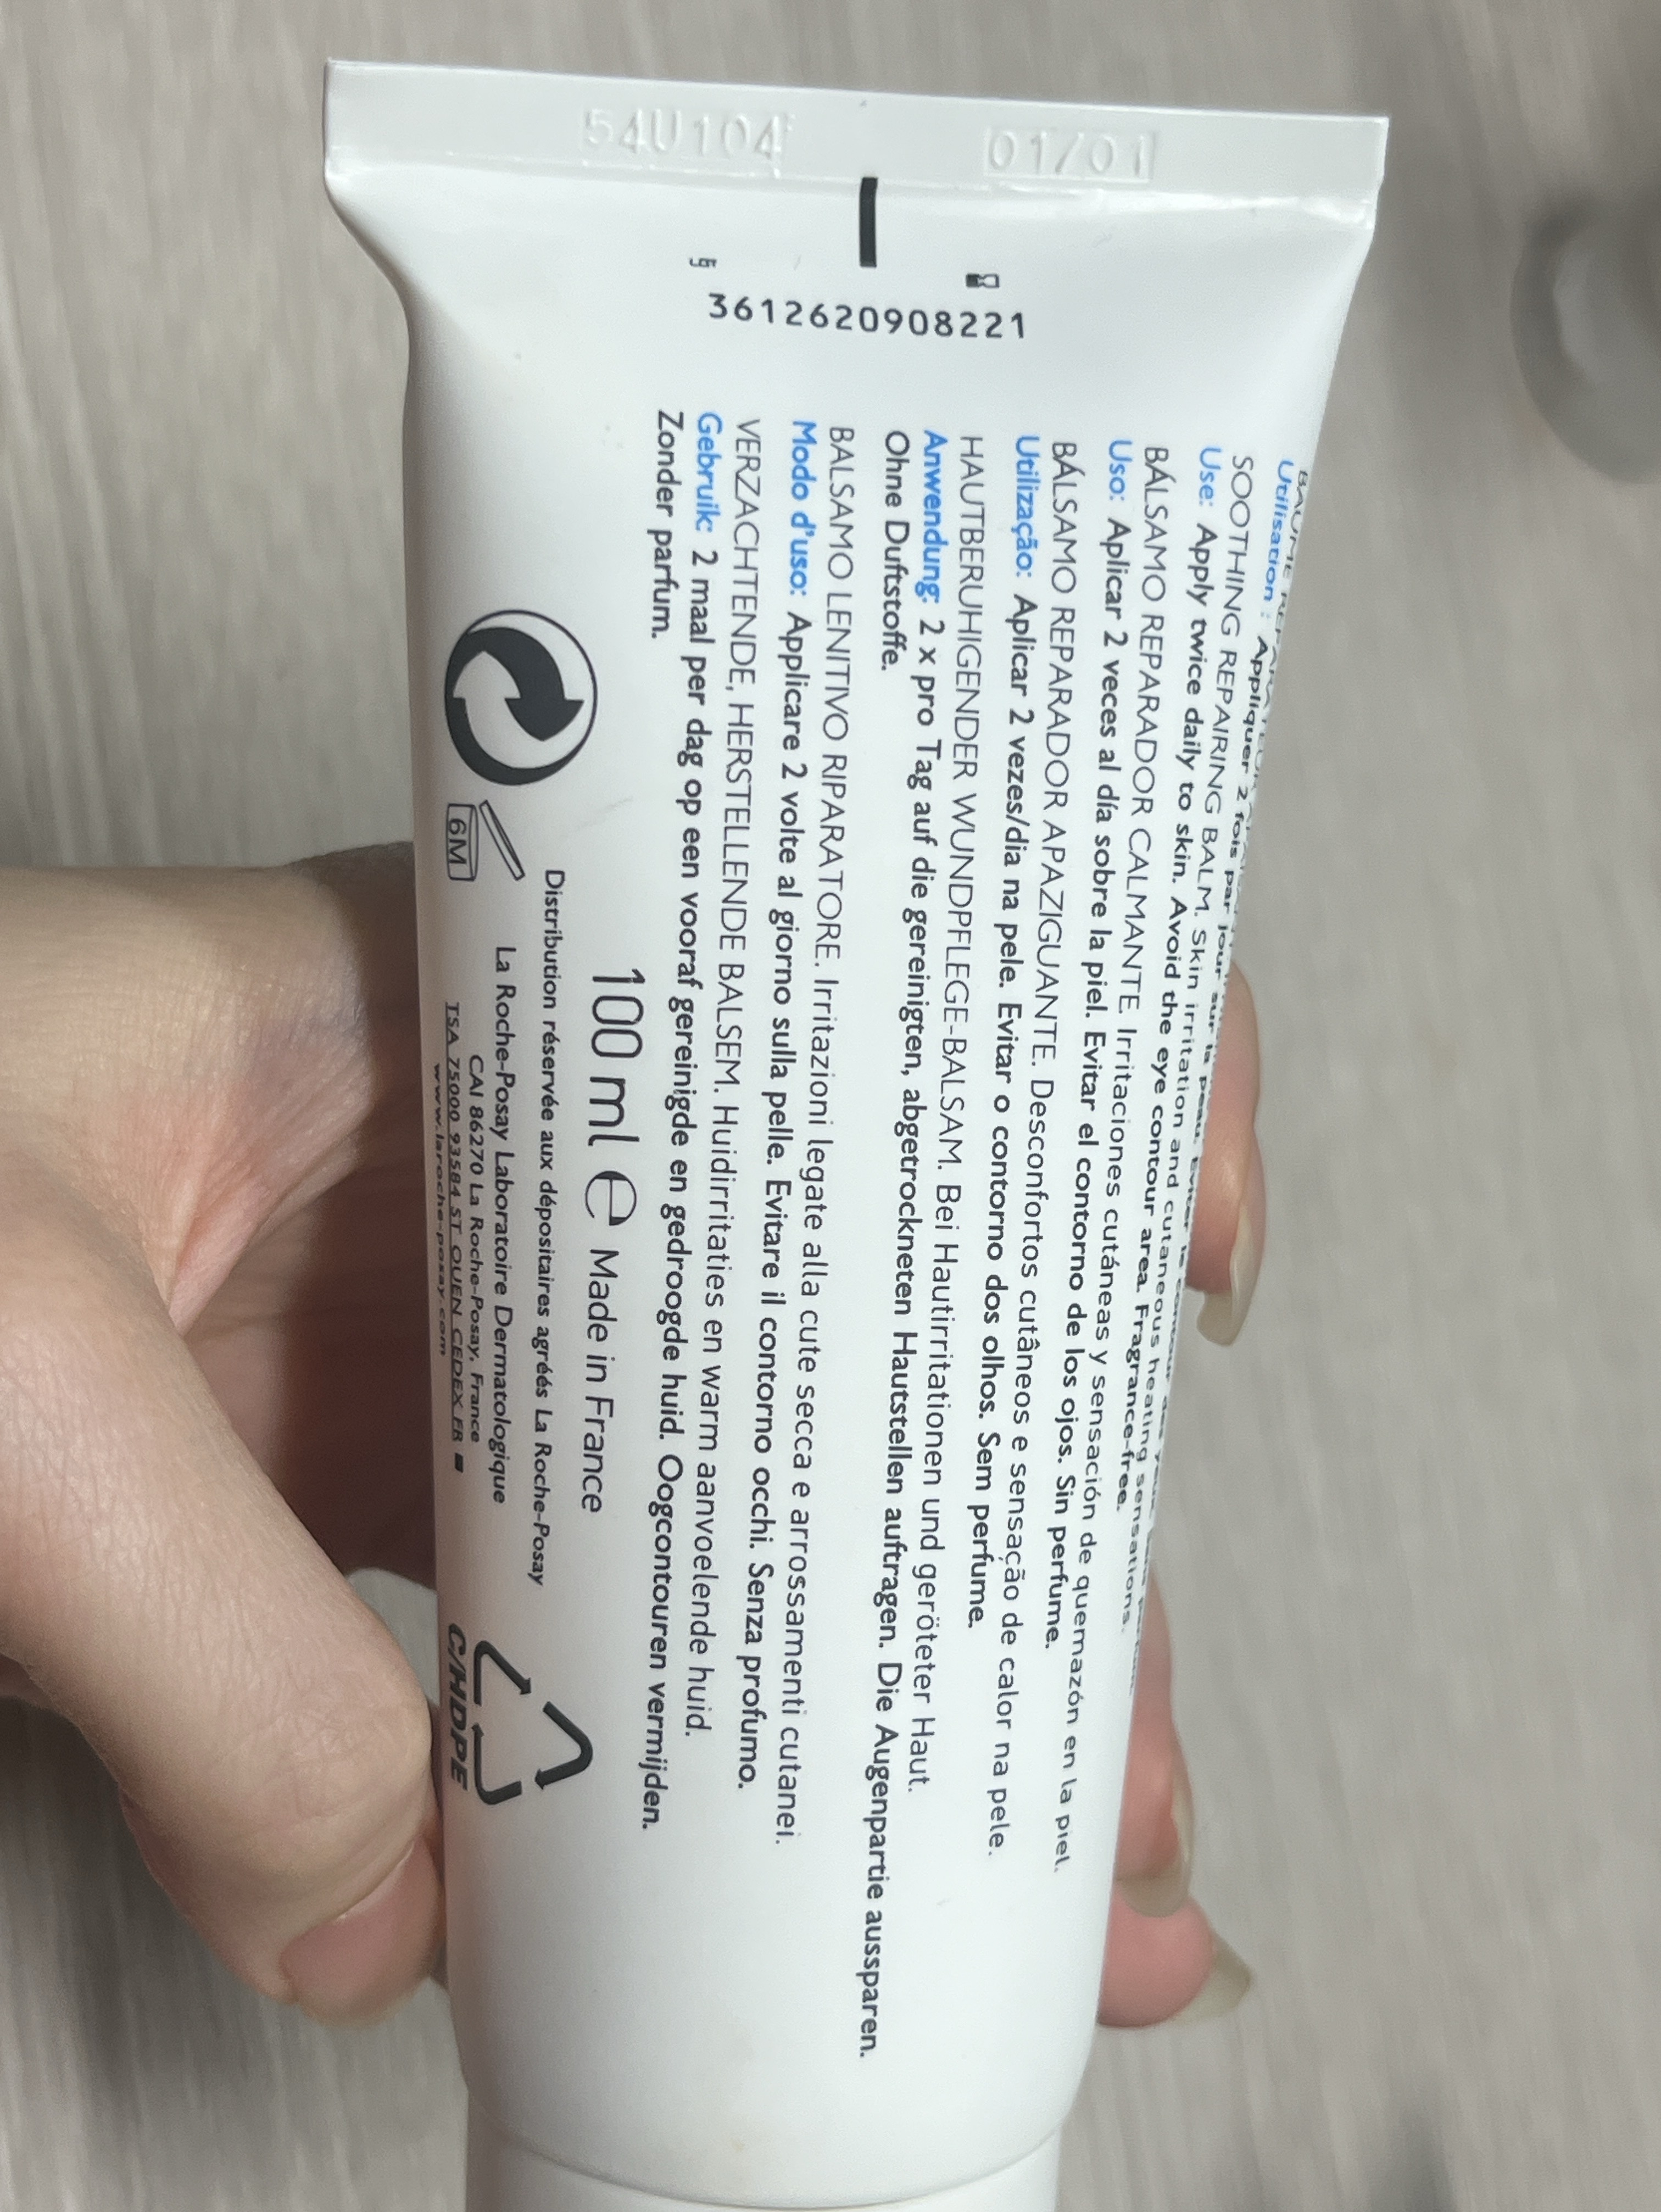 54U104
01/01
3612620908221
Utilisation : Appliquer 2 fois par jour sur la peau.
SOOTHING REPAIRING BALM. Skin irritation and cutaneous heating sensations.
Use: Apply twice daily to skin. Avoid the eye contour area. Fragrance-free.
BÁLSAMO REPARADOR CALMANTE. Irritaciones cutáneas y sensación de quemazón en la piel.
Uso: Aplicar 2 veces al día sobre la piel. Evitar el contorno de los ojos. Sin perfume.
BÁLSAMO REPARADOR APAZIGUANTE. Desconfortos cutâneos e sensação de calor na pele.
Utilização: Aplicar 2 vezes/dia na pele. Evitar o contorno dos olhos. Sem perfume.
HAUTBERUHIGENDER WUNDPFLEGE-BALSAM. Bei Hautirritationen und geröteter Haut.
Anwendung: 2 x pro Tag auf die gereinigten, abgetrockneten Hautstellen auftragen. Die Augenpartie aussparen.
Ohne Duftstoffe.
BALSAMO LENITIVO RIPARATORE. Irritazioni legate alla cute secca e arrossamenti cutanei.
Modo d'uso: Applicare 2 volte al giorno sulla pelle. Evitare il contorno occhi. Senza profumo.
VERZACHTENDE, HERSTELLENDE BALSEM. Huidirritaties en warm aanvoelende huid.
Gebruik: 2 maal per dag op een vooraf gereinigde en gedroogde huid. Oogcontouren vermijden.
Zonder parfum.
100 ml e Made in France
Distribution réservée aux dépositaires agréés La Roche-Posay
La Roche-Posay Laboratoire Dermatologique
CAI 86270 La Roche-Posay, France
TSA 75000 93584 ST OUEN CEDEX FR
www.laroche-posay.com
6M
C/HDPE